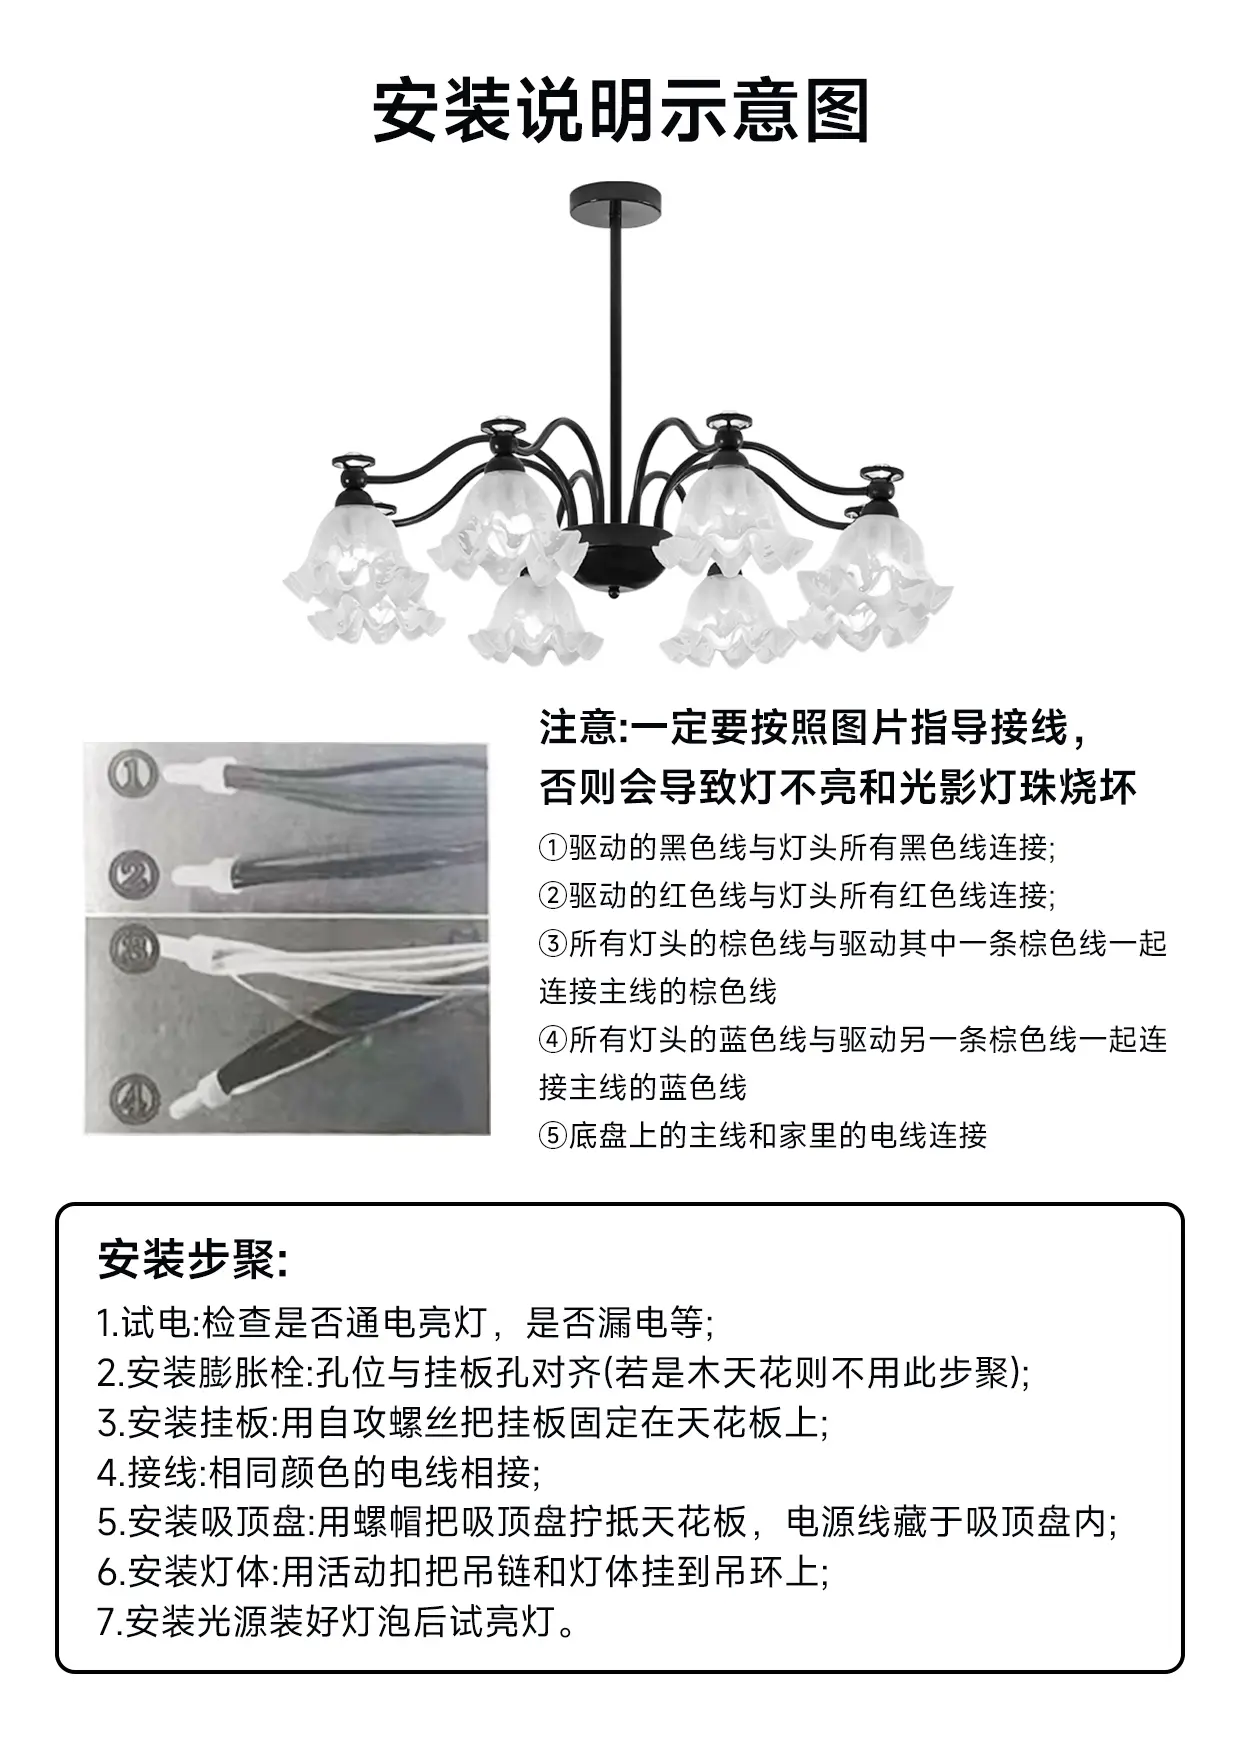 安装说明示意图
注意:一定要按照图片指导接线，
否则会导致灯不亮和光影灯珠烧坏
①
②
③
④
①驱动的黑色线与灯头所有黑色线连接;
②驱动的红色线与灯头所有红色线连接;
③所有灯头的棕色线与驱动其中一条棕色线一起
连接主线的棕色线
④所有灯头的蓝色线与驱动另一条棕色线一起连
接主线的蓝色线
⑤底盘上的主线和家里的电线连接
安装步聚:
1.试电:检查是否通电亮灯，是否漏电等;
2.安装膨胀栓:孔位与挂板孔对齐(若是木天花则不用此步聚);
3.安装挂板:用自攻螺丝把挂板固定在天花板上;
4.接线:相同颜色的电线相接;
5.安装吸顶盘:用螺帽把吸顶盘拧抵天花板，电源线藏于吸顶盘内;
6.安装灯体:用活动扣把吊链和灯体挂到吊环上;
7.安装光源装好灯泡后试亮灯。